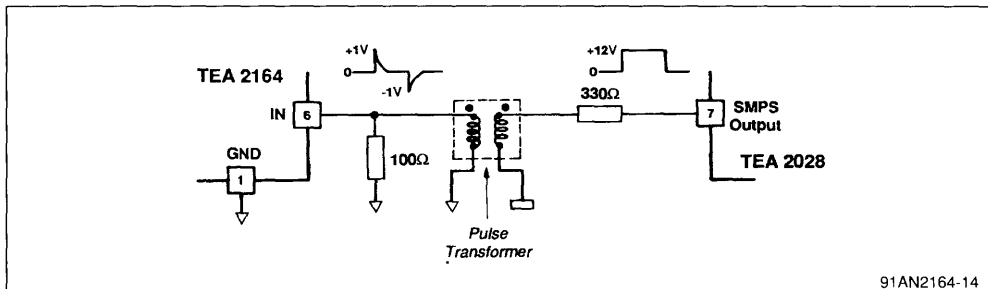 +1V
0
-1V
TEA 2164
IN
6
GND
1
100Ω
Pulse
Transformer
+12V
0
330Ω
7
SMPS
Output
TEA 2028
91AN2164-14